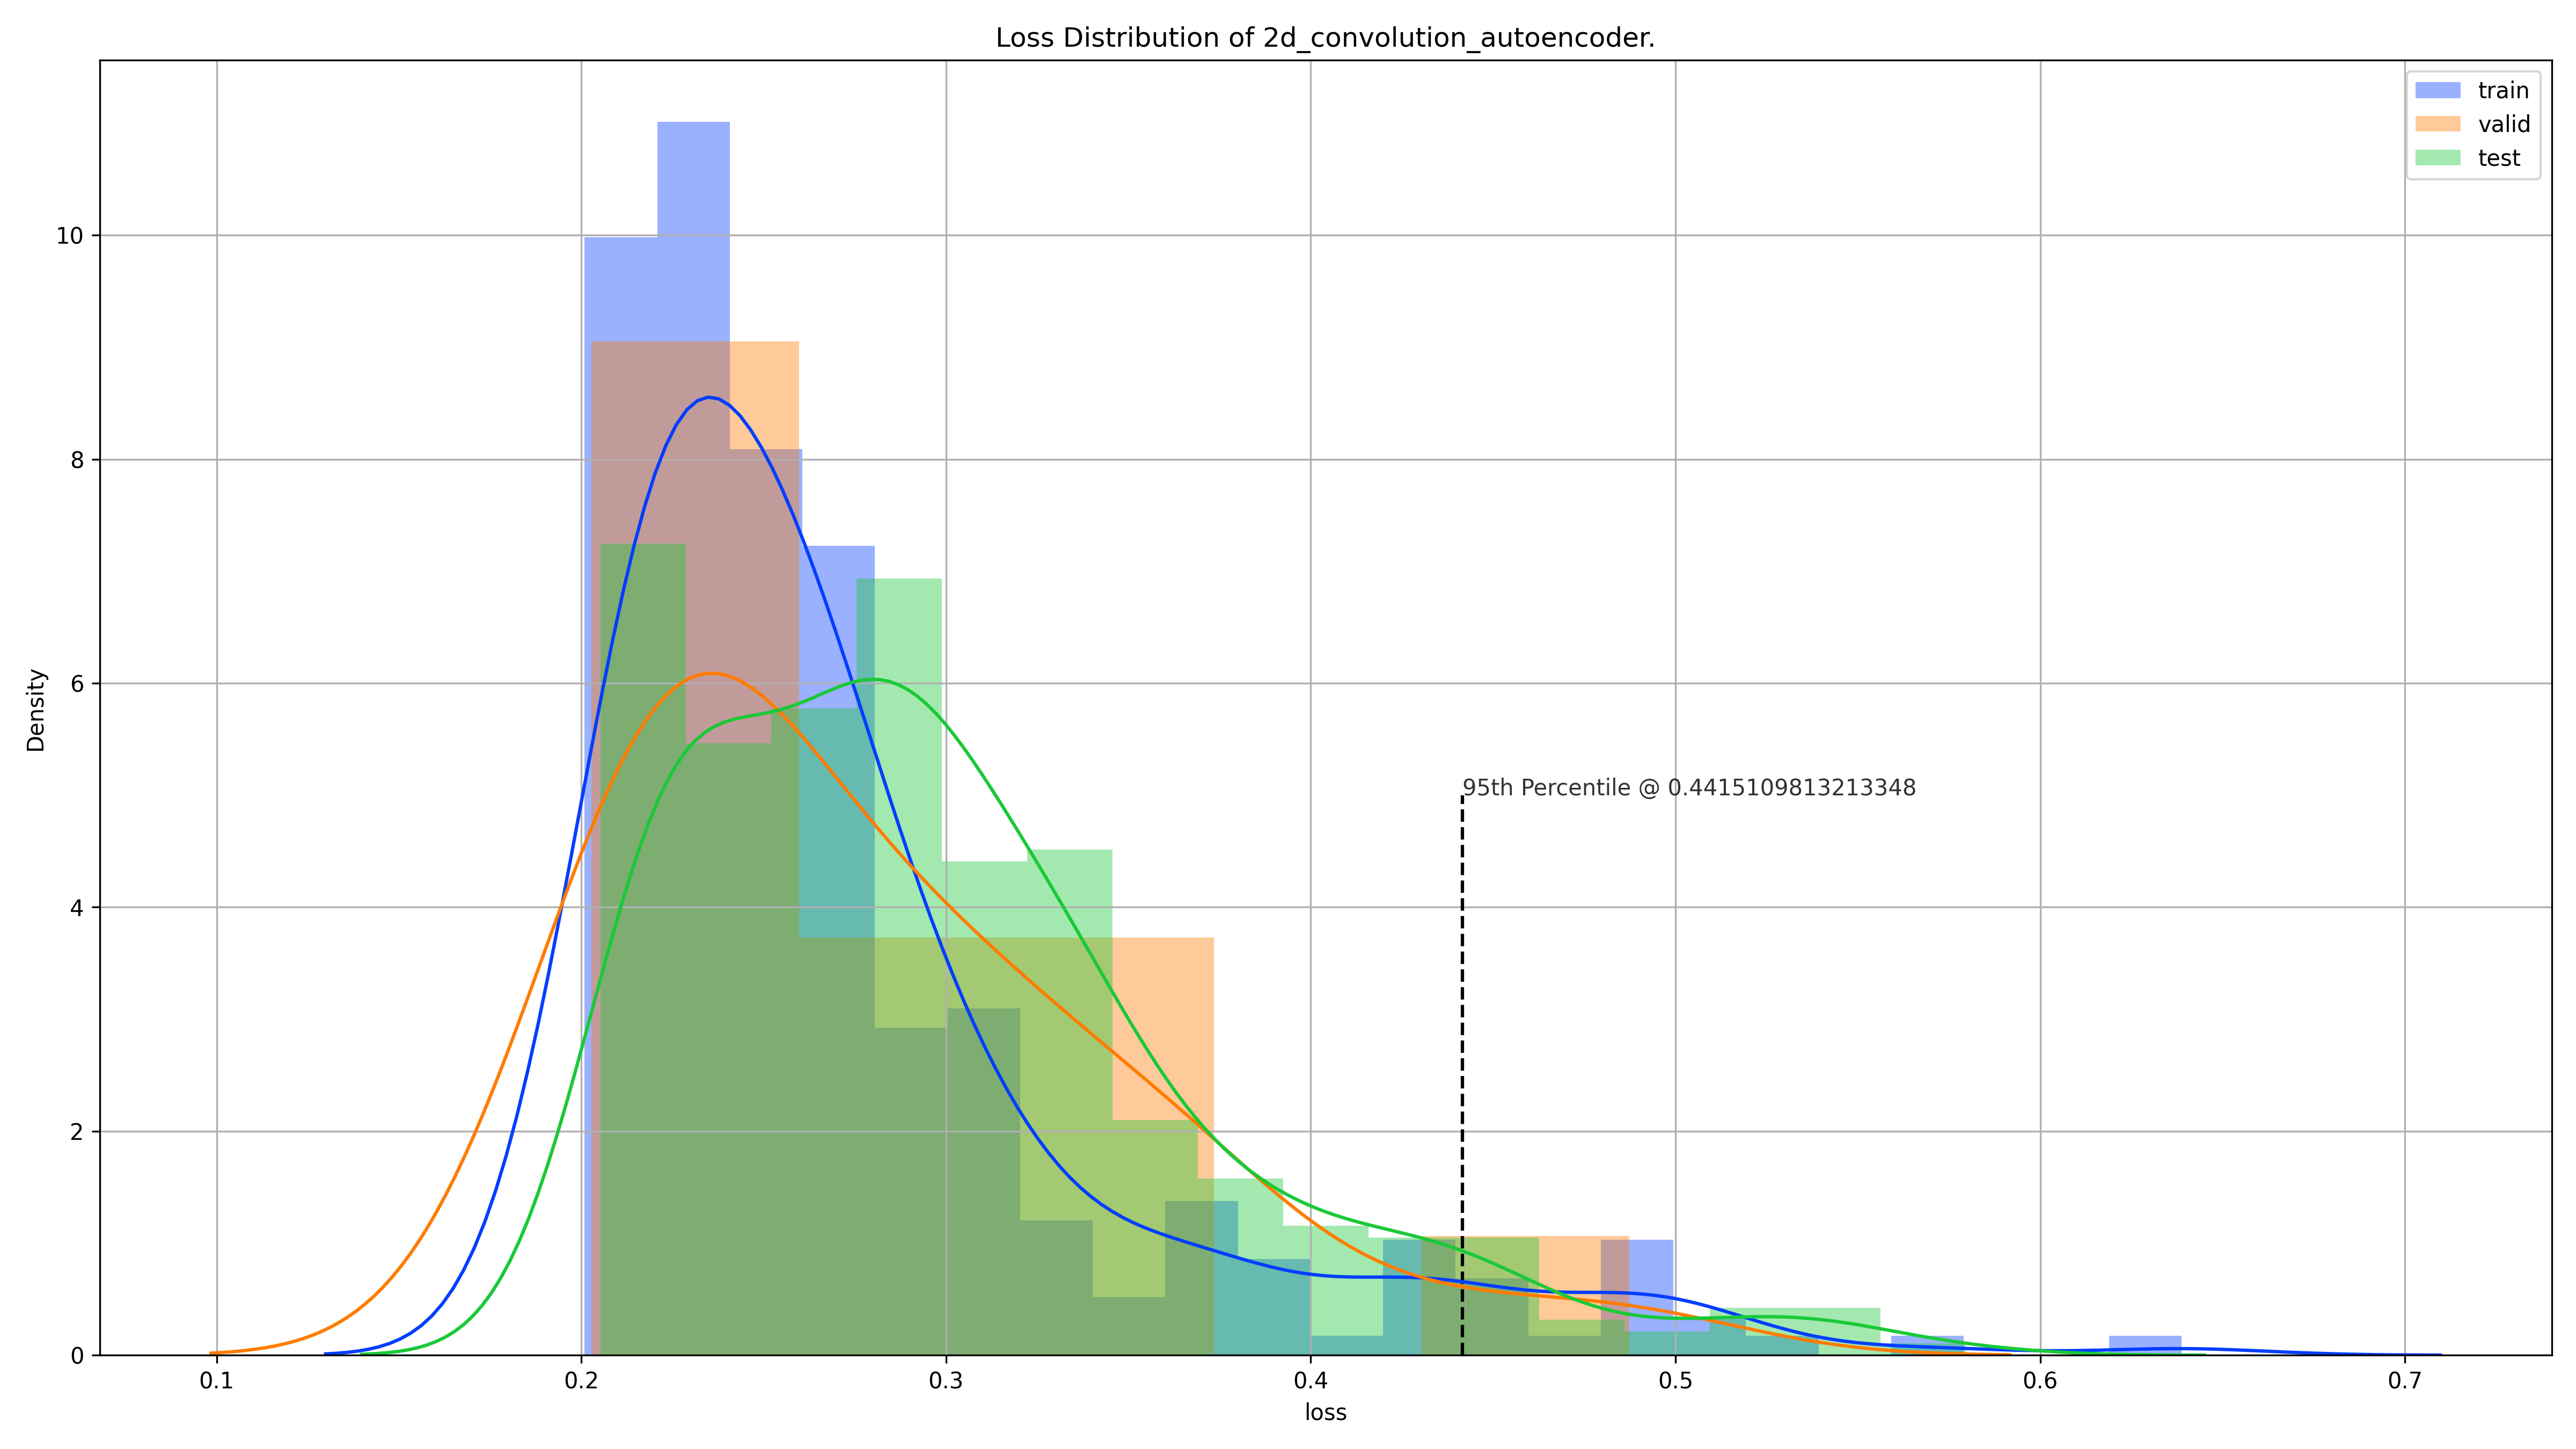 Loss Distribution of 2d_convolution_autoencoder.
train
valid
test
Density
10
8
6
4
2
0
95th Percentile @ 0.4415109813213348
0.1 0.2 0.3 0.4 0.5 0.6 0.7
loss